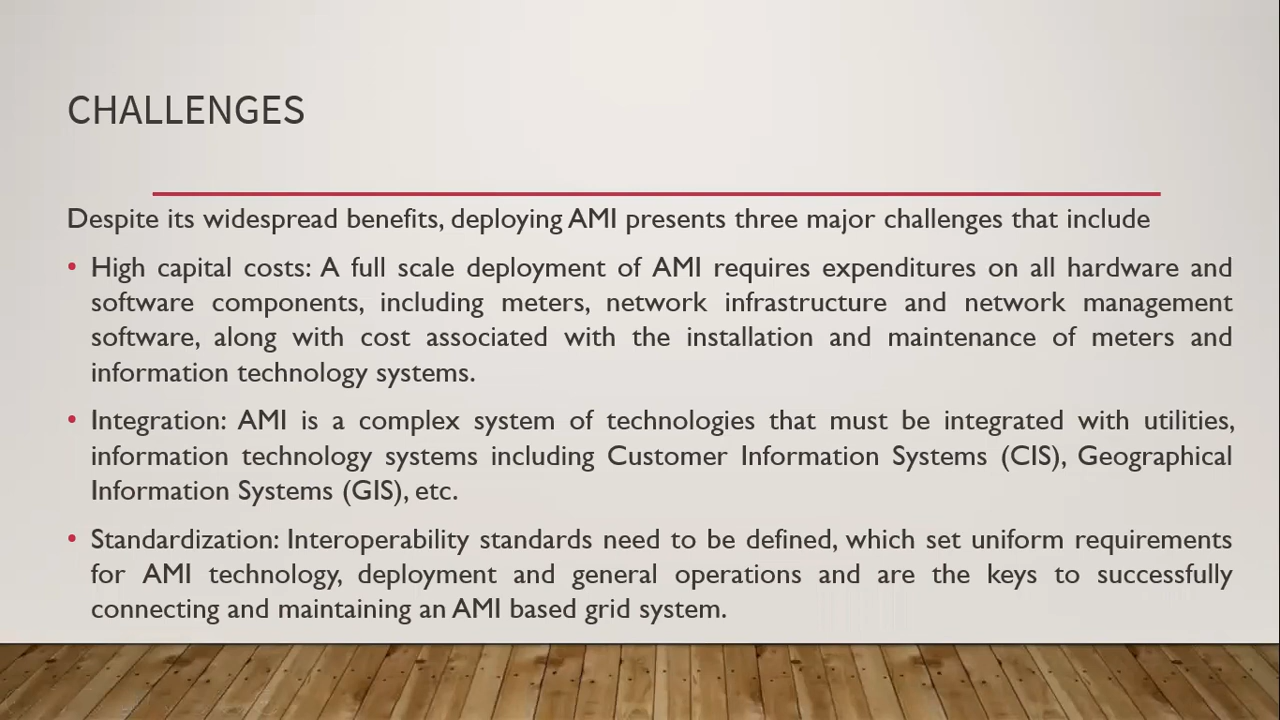 CHALLENGES
Despite its widespread benefits, deploying AMI presents three major challenges that include
• High capital costs: A full scale deployment of AMI requires expenditures on all hardware and
software components, including meters, network infrastructure and network management
software, along with cost associated with the installation and maintenance of meters and
information technology systems.
• Integration: AMI is a complex system of technologies that must be integrated with utilities,
information technology systems including Customer Information Systems (CIS), Geographical
Information Systems (GIS), etc.
• Standardization: Interoperability standards need to be defined, which set uniform requirements
for AMI technology, deployment and general operations and are the keys to successfully
connecting and maintaining an AMI based grid system.